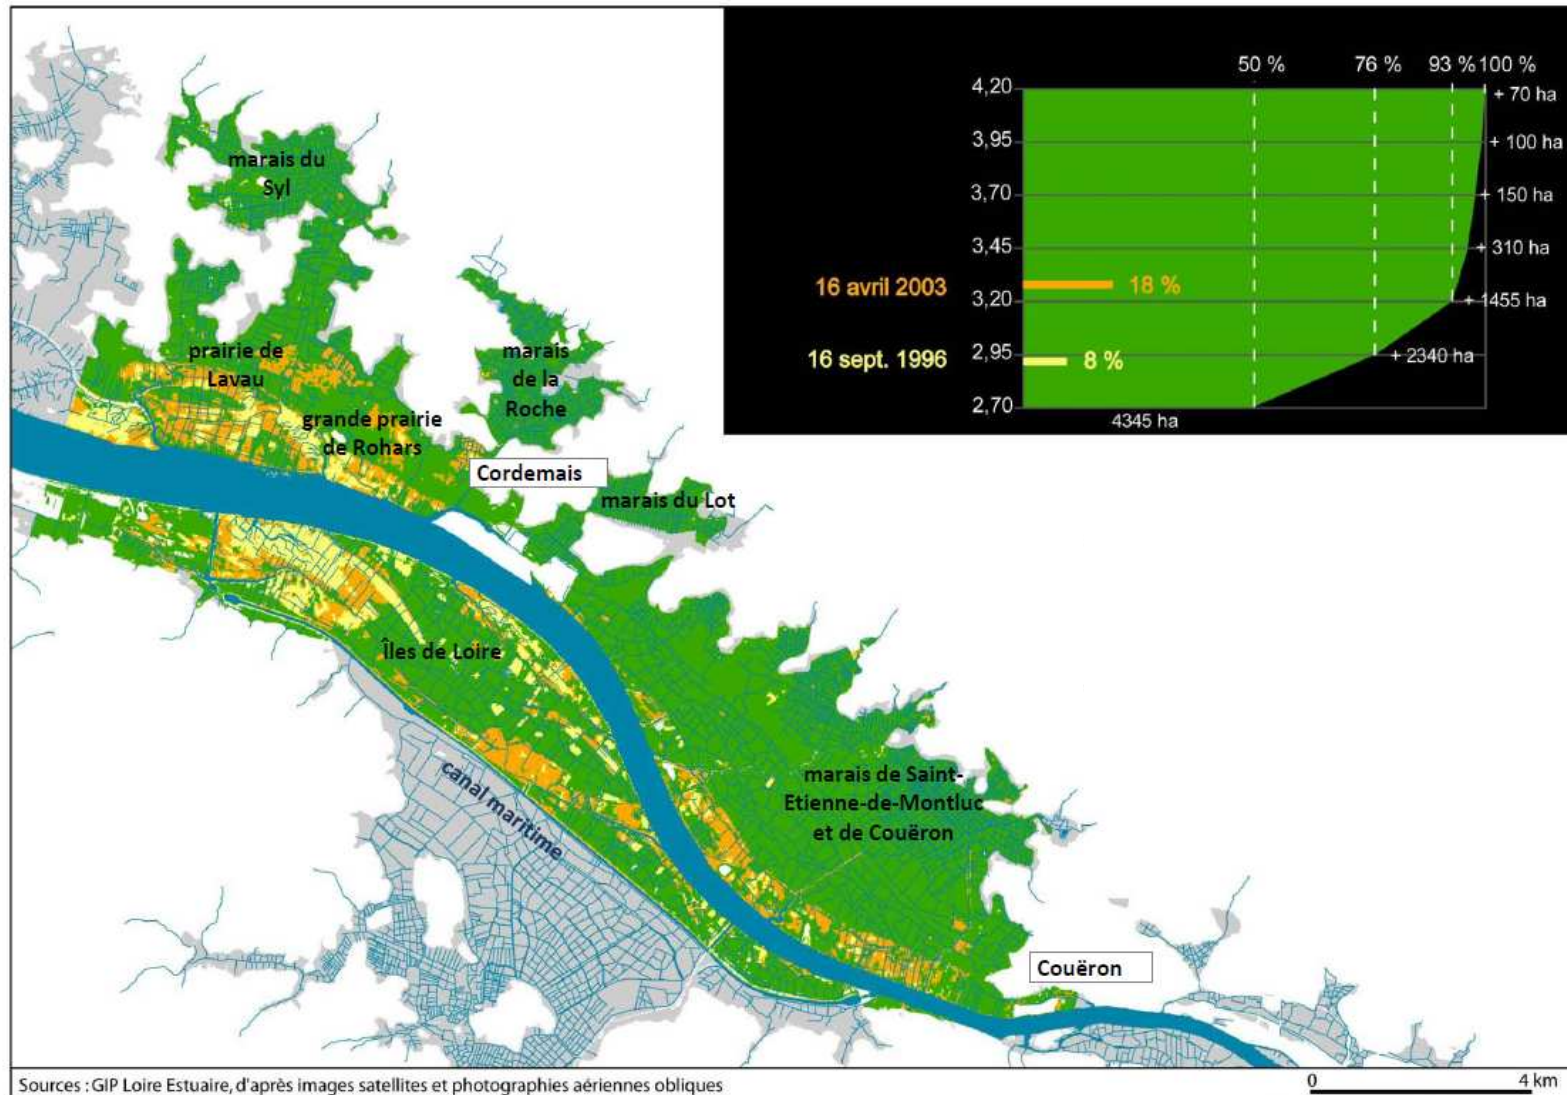 50 %
76 %
93 %
100 %
4,20
+ 70 ha
3,95
+ 100 ha
3,70
+ 150 ha
3,45
+ 310 ha
16 avril 2003
18 %
3,20
+ 1455 ha
16 sept. 1996
8 %
2,95
+ 2340 ha
2,70
4345 ha
marais du
Syl
prairie de
Lavau
marais
de la
Roche
grande prairie
de Rohars
Cordemais
marais du Lot
Îles de Loire
canal maritime
marais de Saint-
Etienne-de-Montluc
et de Couëron
Couëron
Sources : GIP Loire Estuaire, d'après images satellites et photographies aériennes obliques
0
4 km